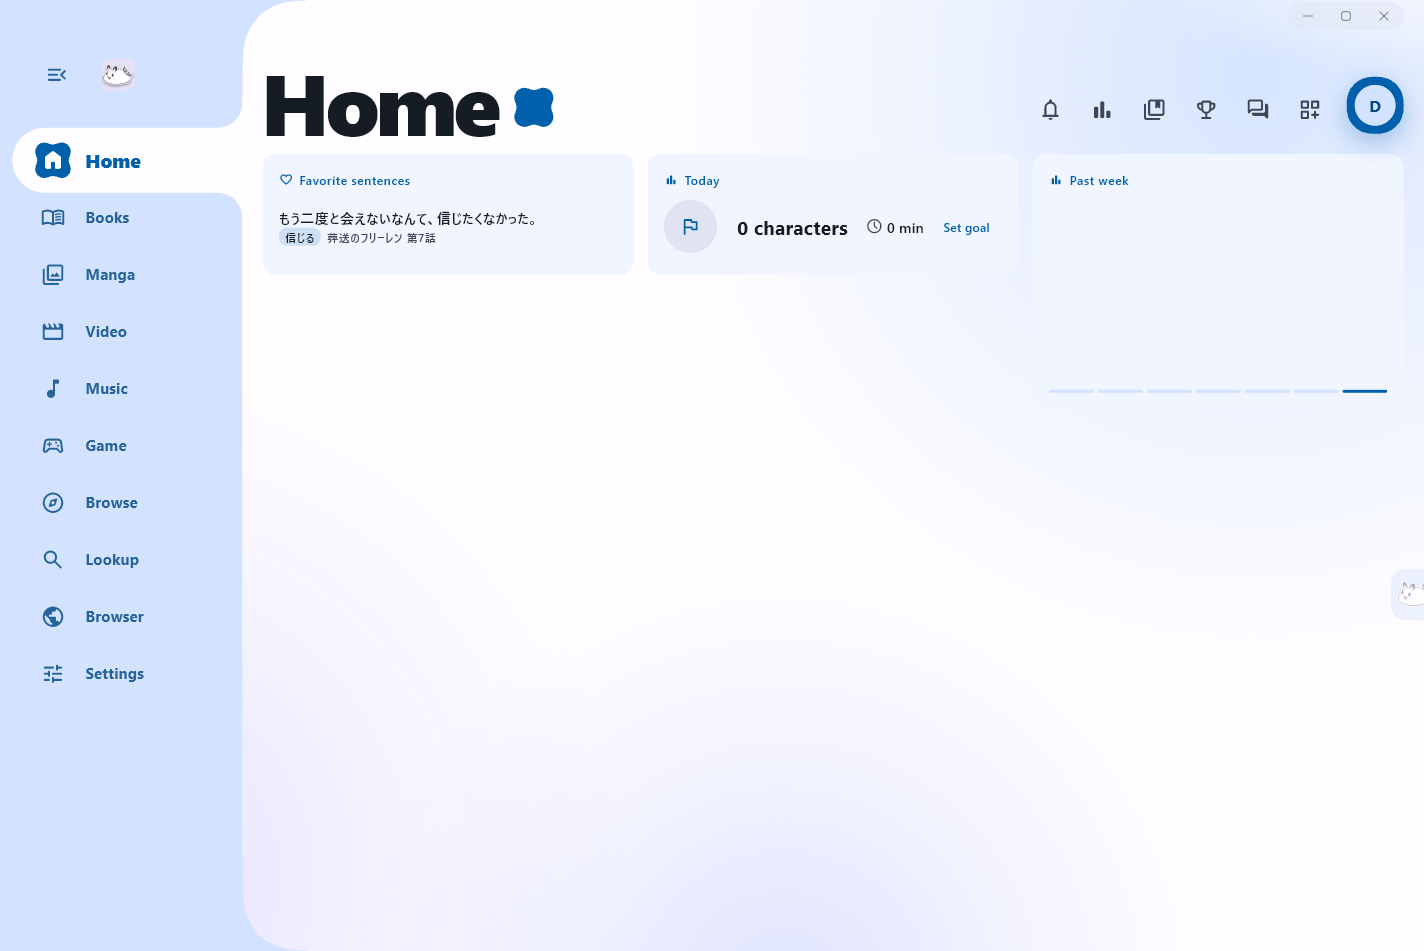 Home
Books
Manga
Video
Music
Game
Browse
Lookup
Browser
Settings
Home
D
Favorite sentences
もう二度と会えないなんて、信じたくなかった。
信じる 葬送のフリーレン 第7話
Today
0 characters 0 min Set goal
Past week